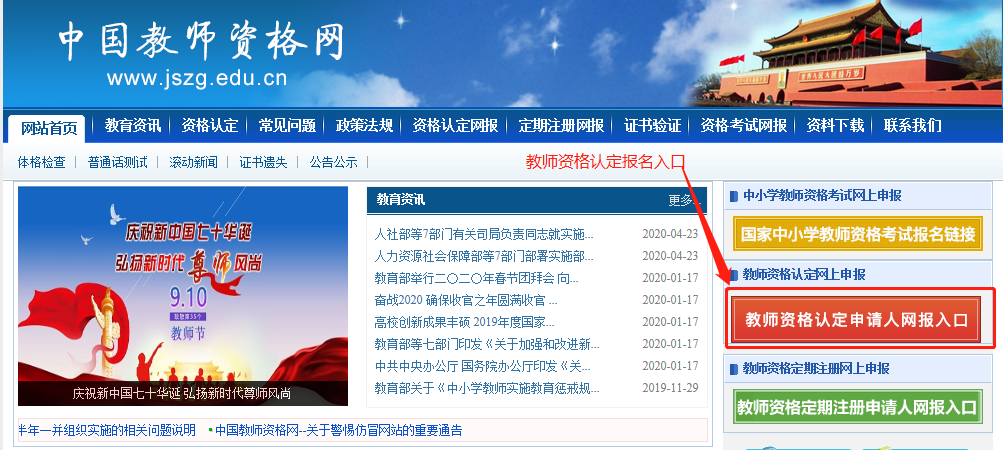 中国教师资格网
www.jszg.edu.cn
网站首页 教育资讯 资格认定 常见问题 政策法规 资格认定网报 定期注册网报 证书验证 资格考试网报 资料下载 联系我们
体格检查 普通话测试 滚动新闻 证书遗失 公告公示
教师资格认定报名入口
庆祝新中国七十华诞
弘扬新时代尊师风尚
9.10
教师节
庆祝新中国七十华诞 弘扬新时代尊师风尚
教育资讯 更多
人社部等7部门有关司局负责同志就实施... 2020-04-23
人力资源社会保障部等7部门部署实施部... 2020-04-23
教育部举行二〇二〇年春节团拜会 向... 2020-01-17
奋战2020 确保收官之年圆满收官 ... 2020-01-17
高校创新成果丰硕 2019年度国家... 2020-01-17
教育部等七部门印发《关于加强和改进新... 2020-01-17
中共中央办公厅 国务院办公厅印发《关... 2020-01-17
教育部关于《中小学教师实施教育惩戒规... 2019-11-29
中小学教师资格考试网上申报
国家中小学教师资格考试报名链接
教师资格认定网上申报
教师资格认定申请人网报入口
教师资格定期注册网上申报
教师资格定期注册申请人网报入口
半年一并组织实施的相关问题说明 •中国教师资格网--关于警惕仿冒网站的重要通告